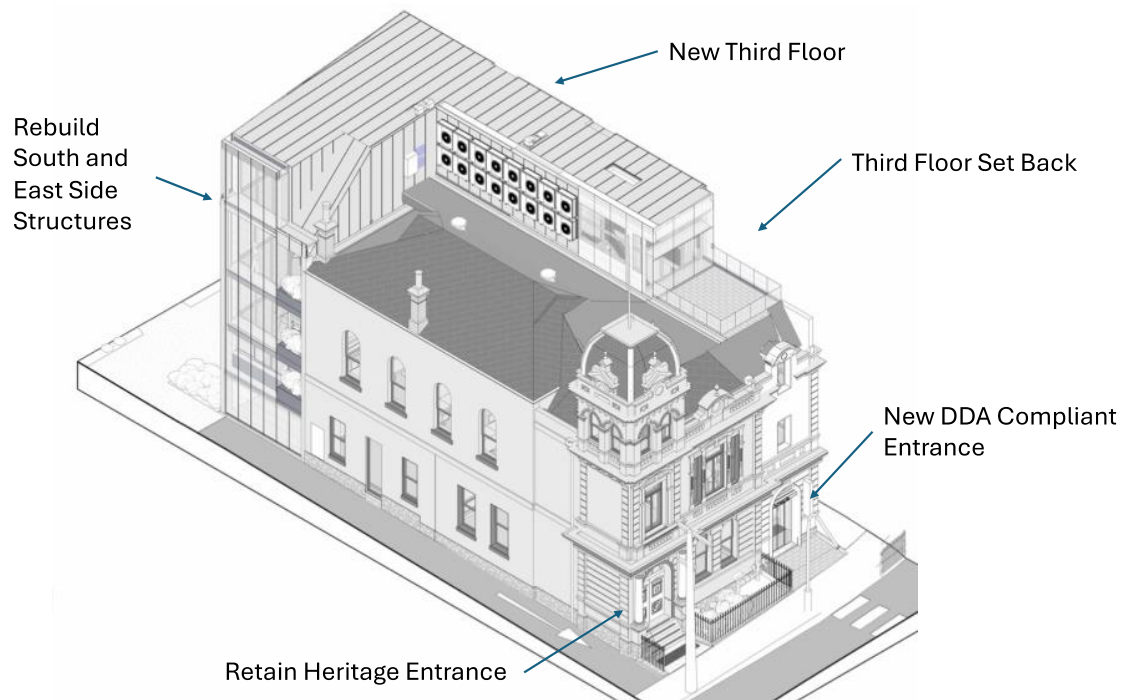 New Third Floor
Rebuild
South and
East Side
Structures
Third Floor Set Back
New DDA Compliant
Entrance
Retain Heritage Entrance